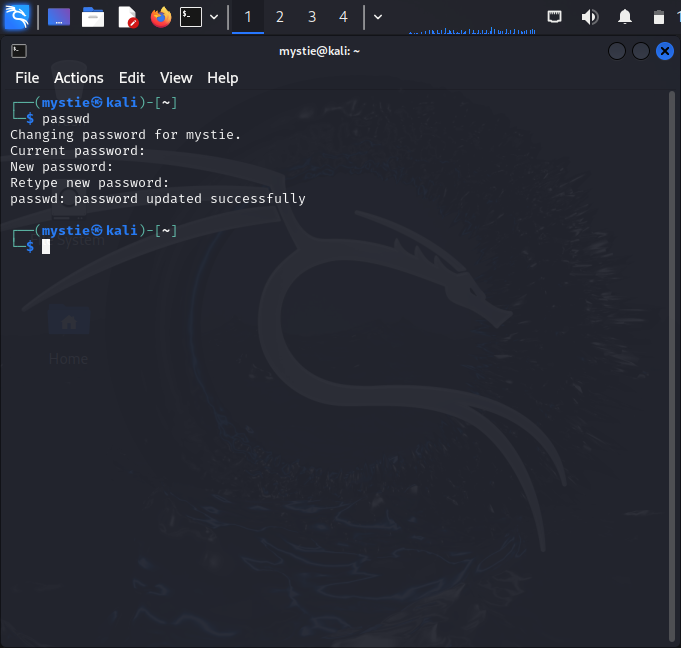 1 2 3 4
mystie@kali: ~
File Actions Edit View Help
┌──(mystie㉿kali)-[~]
└─$ passwd
Changing password for mystie.
Current password:
New password:
Retype new password:
passwd: password updated successfully
┌──(mystie㉿kali)-[~]
└─$
System
Home